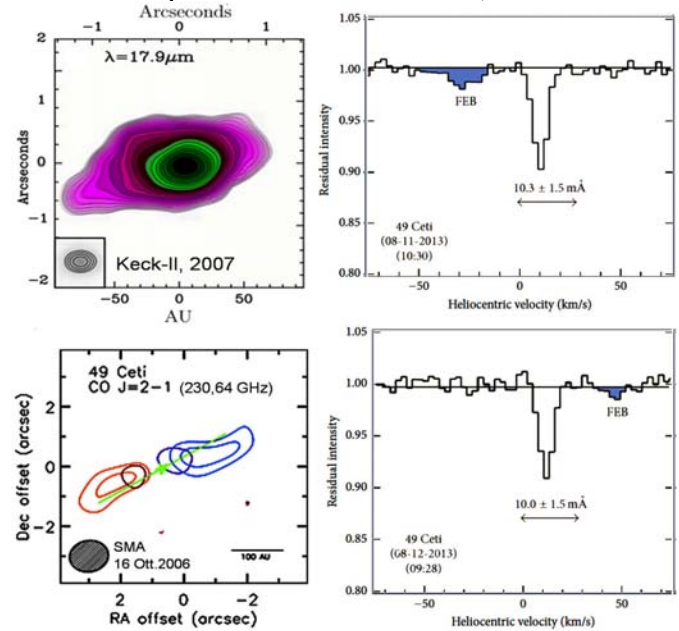 Arcseconds
−1 0 1
2
1
0
−1
−2
Arcseconds
λ=17.9μm
Keck-II, 2007
−50 0 50
AU
1.05
1.00
0.95
0.90
0.85
0.80
Residual intensity
FEB
10.3 ± 1.5 mÅ
49 Ceti
(08-11-2013)
(10:30)
−50 0 50
Heliocentric velocity (km/s)
49 Ceti
CO J=2−1 (230,64 GHz)
2
0
−2
Dec offset (arcsec)
SMA
16 Ott.2006
100 AU
2 0 −2
RA offset (arcsec)
1.05
1.00
0.95
0.90
0.85
0.80
Residual intensity
FEB
10.0 ± 1.5 mÅ
49 Ceti
(08-12-2013)
(09:28)
−50 0 50
Heliocentric velocity (km/s)